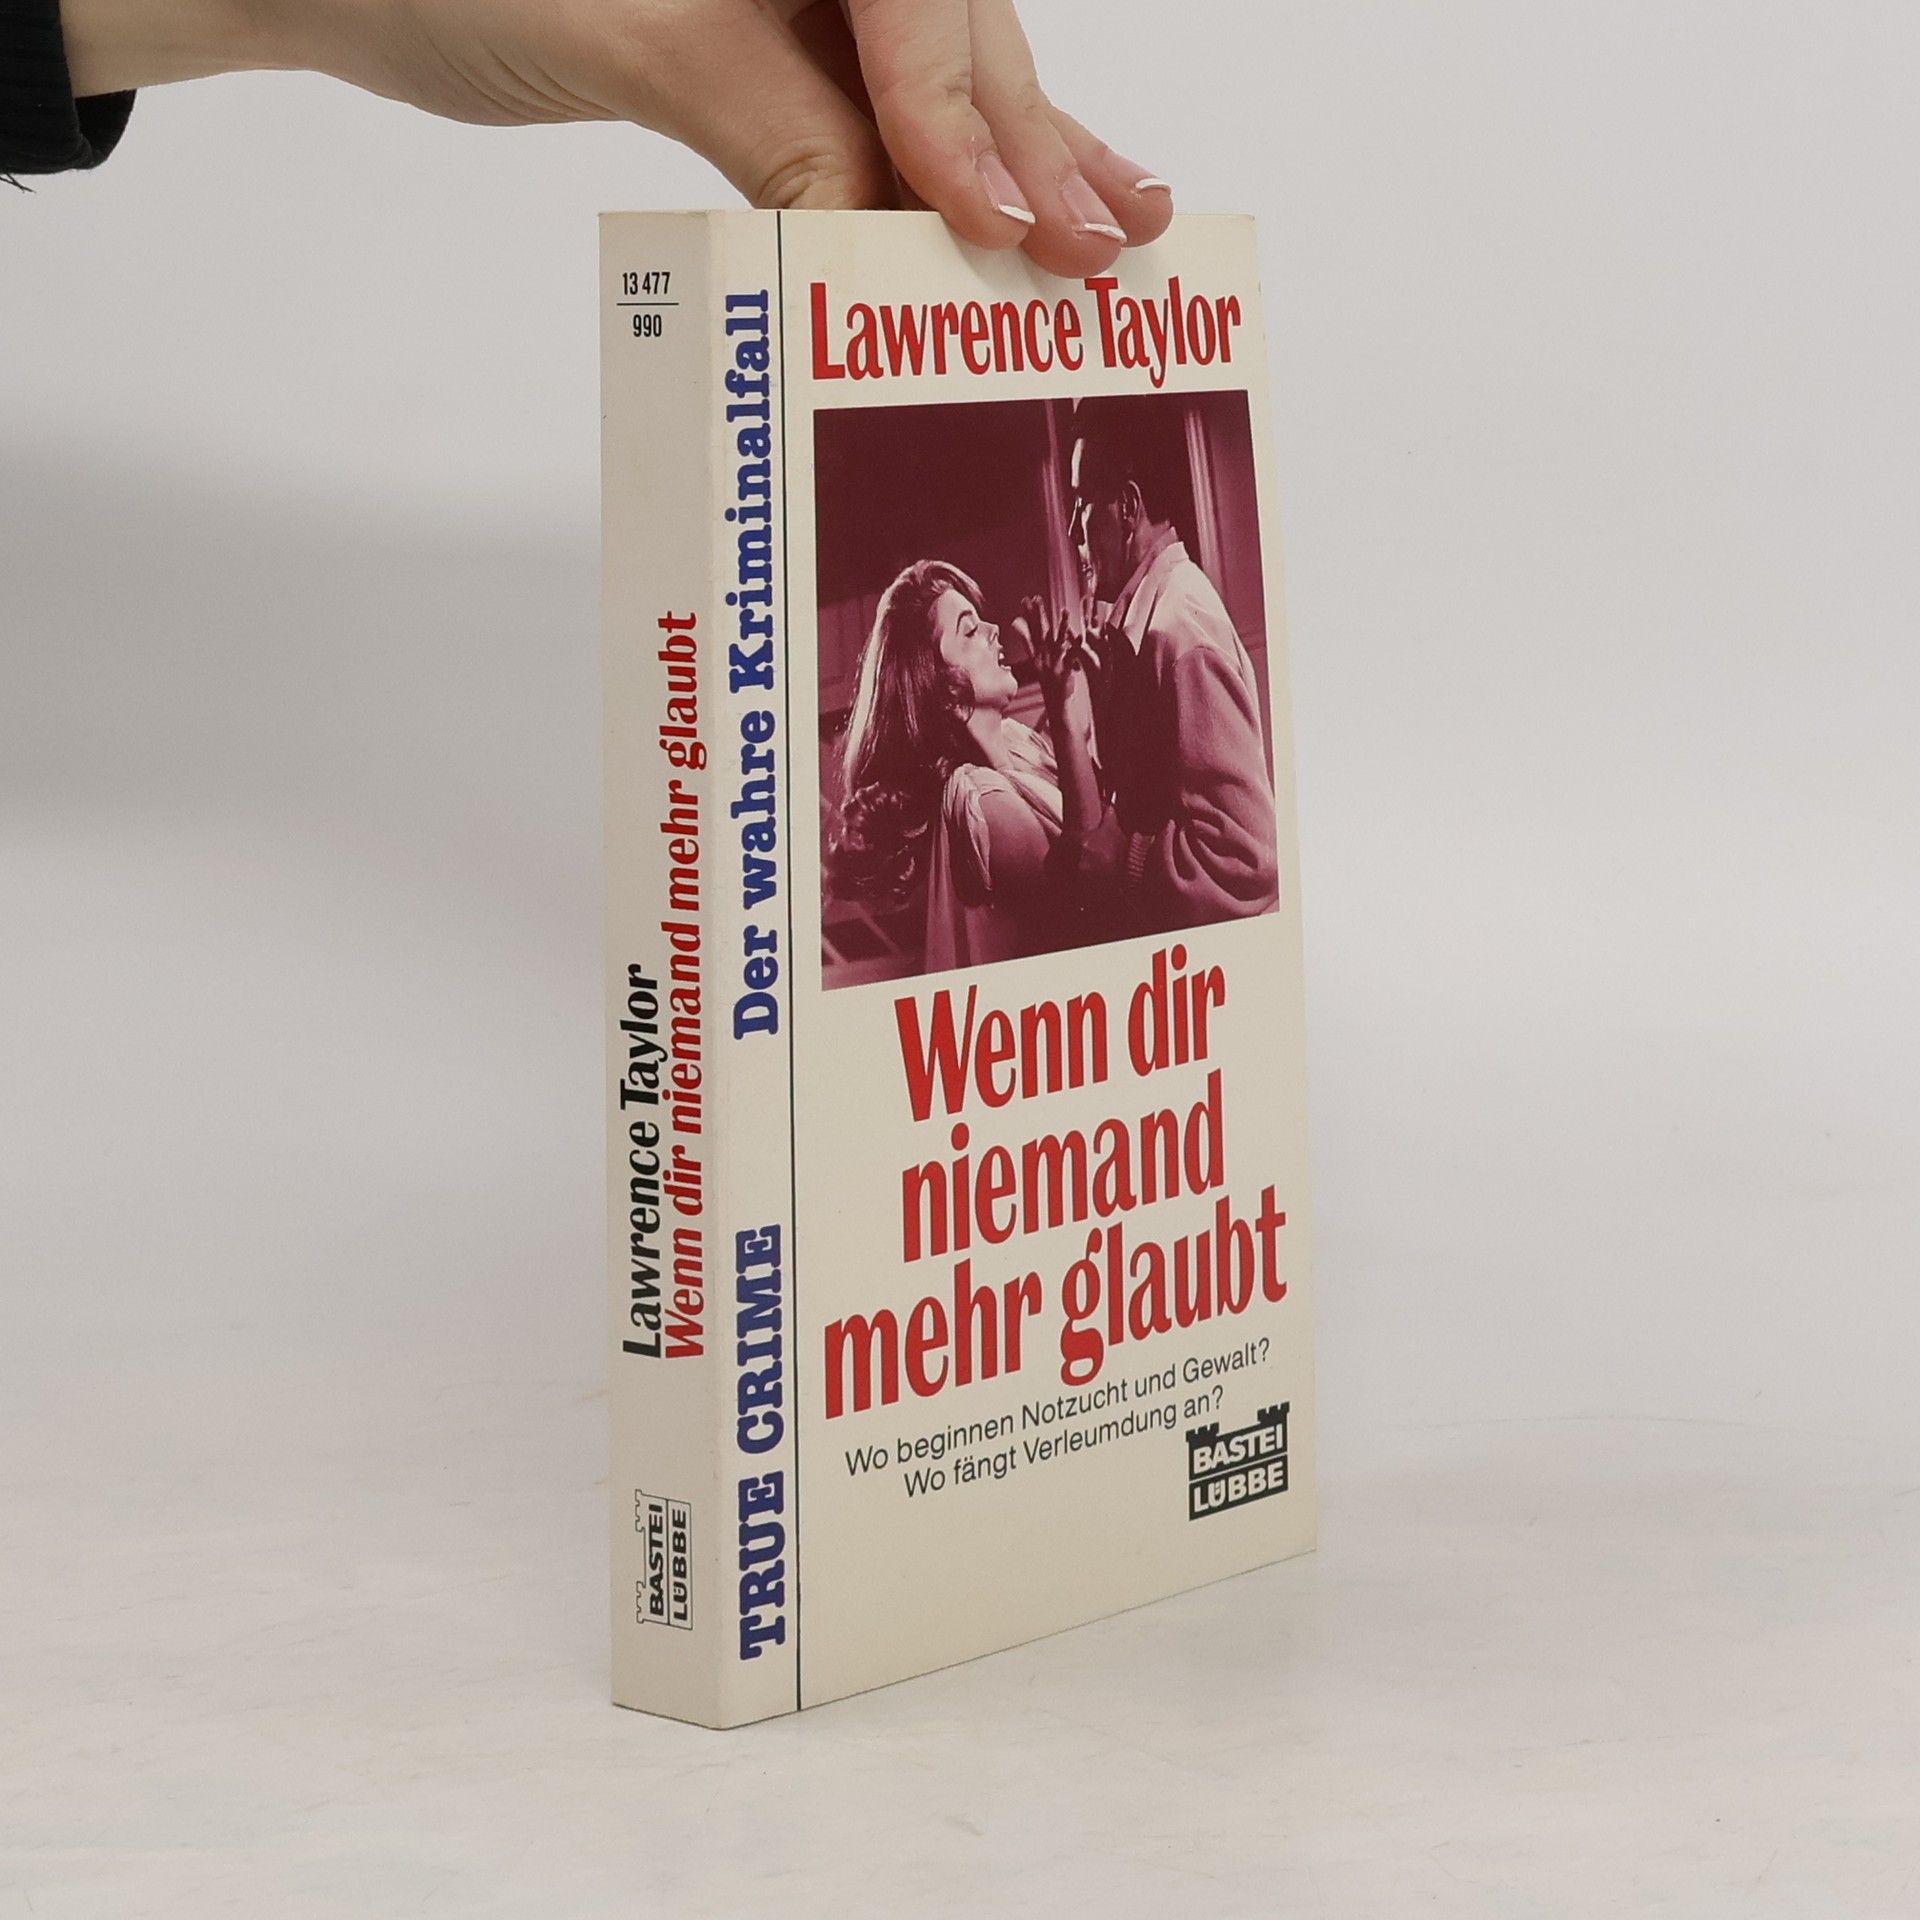 13 477
990
Lawrence Taylor
Wenn dir niemand mehr glaubt
BASTEI
LÜBBE
TRUE CRIME Der wahre Kriminalfall
Lawrence Taylor
Wenn dir
niemand
mehr glaubt
Wo beginnen Notzucht und Gewalt?
Wo fängt Verleumdung an?
BASTEI
LÜBBE